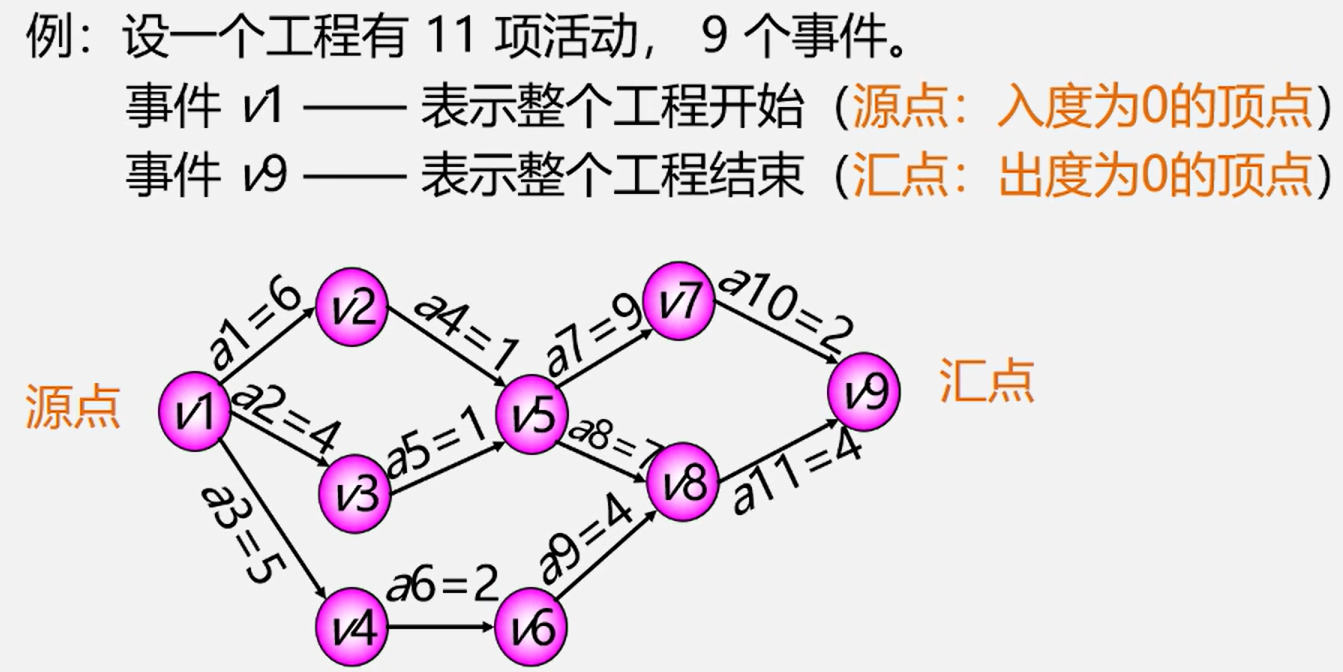 例：设一个工程有 11 项活动， 9 个事件。
事件 v1 —— 表示整个工程开始（源点：入度为0的顶点）
事件 v9 —— 表示整个工程结束（汇点：出度为0的顶点）
源点
v1
a1=6
a2=4
a3=5
v2
v3
v4
a4=1
a5=1
a6=2
v5
v6
a7=9
a8=7
a9=4
v7
v8
a10=2
a11=4
v9
汇点